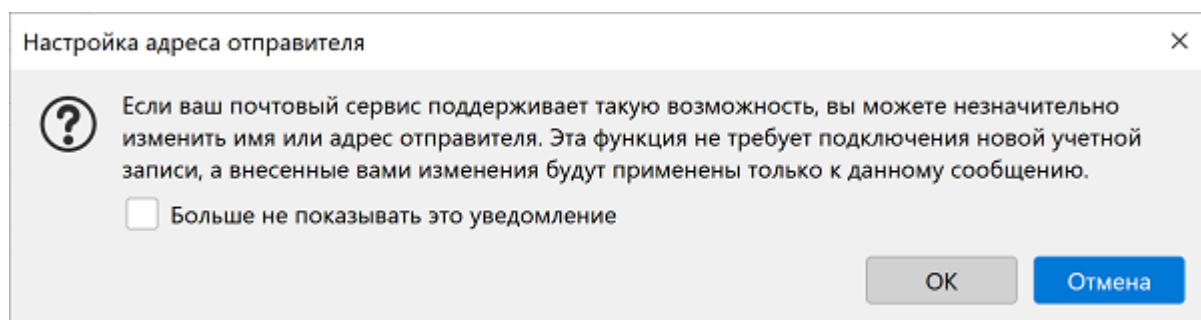 Настройка адреса отправителя
Если ваш почтовый сервис поддерживает такую возможность, вы можете незначительно
изменить имя или адрес отправителя. Эта функция не требует подключения новой учетной
записи, а внесенные вами изменения будут применены только к данному сообщению.
Больше не показывать это уведомление
ОК
Отмена